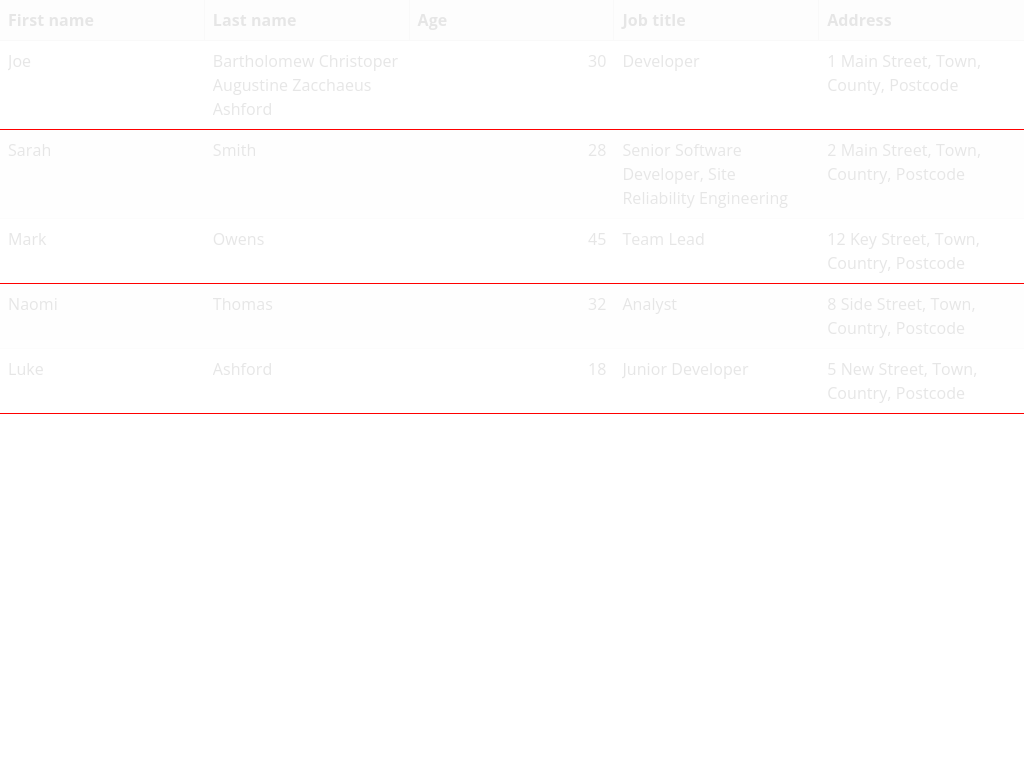 First name Last name Age Job title Address
Joe Bartholomew Christoper Augustine Zacchaeus Ashford 30 Developer 1 Main Street, Town, County, Postcode
Sarah Smith 28 Senior Software Developer, Site Reliability Engineering 2 Main Street, Town, Country, Postcode
Mark Owens 45 Team Lead 12 Key Street, Town, Country, Postcode
Naomi Thomas 32 Analyst 8 Side Street, Town, Country, Postcode
Luke Ashford 18 Junior Developer 5 New Street, Town, Country, Postcode